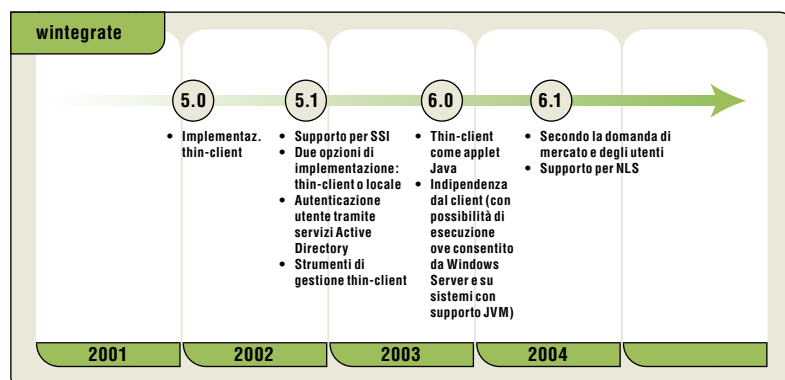 wintegrate
5.0
5.1
6.0
6.1
• Implementaz.
thin-client
• Supporto per SSI
• Due opzioni di
implementazione:
thin-client o locale
• Autenticazione
utente tramite
servizi Active
Directory
• Strumenti di
gestione thin-client
• Thin-client
come applet
Java
• Indipendenza
dal client (con
possibilità di
esecuzione
ove consentito
da Windows
Server e su
sistemi con
supporto JVM)
• Secondo la domanda di
mercato e degli utenti
• Supporto per NLS
2001
2002
2003
2004